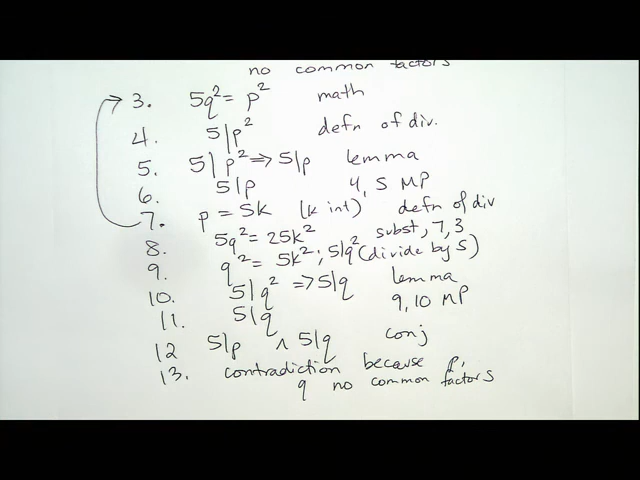 no common factors
3. 5q² = p² math
4. 5|p² defn of div.
5. 5|p² => 5|p lemma
6. 5|p 4, 5 MP
7. p = 5k (k int) defn of div
8. 5q² = 25k² subst, 7, 3
9. q² = 5k² ; 5|q² (divide by 5)
10. 5|q² => 5|q lemma
11. 5|q 9, 10 MP
12 5|p ∧ 5|q conj
13. contradiction because p,
q no common factors